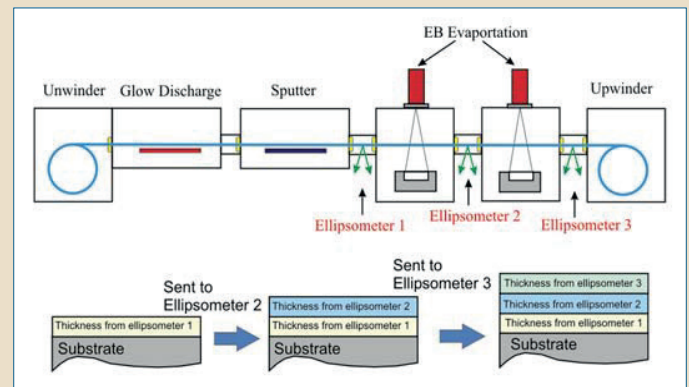 EB Evaportation
Unwinder Glow Discharge Sputter Upwinder
Ellipsometer 1 Ellipsometer 2 Ellipsometer 3
Sent to
Ellipsometer 2
Sent to
Ellipsometer 3
Thickness from ellipsometer 1
Substrate
Thickness from ellipsometer 2
Thickness from ellipsometer 1
Substrate
Thickness from ellipsometer 3
Thickness from ellipsometer 2
Thickness from ellipsometer 1
Substrate